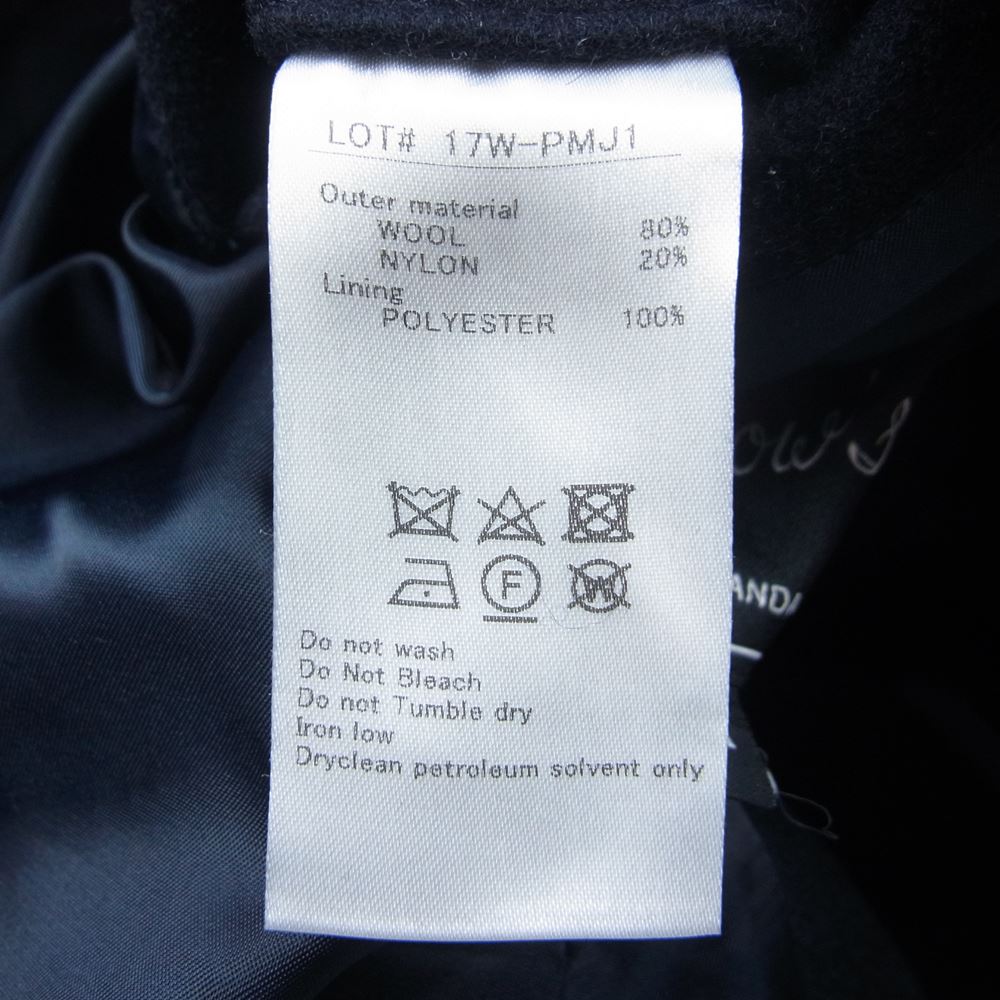 LOT# 17W-PMJ1
Outer material
WOOL 80%
NYLON 20%
Lining
POLYESTER 100%
F
W
Do not wash
Do Not Bleach
Do not Tumble dry
Iron low
Dryclean petroleum solvent only